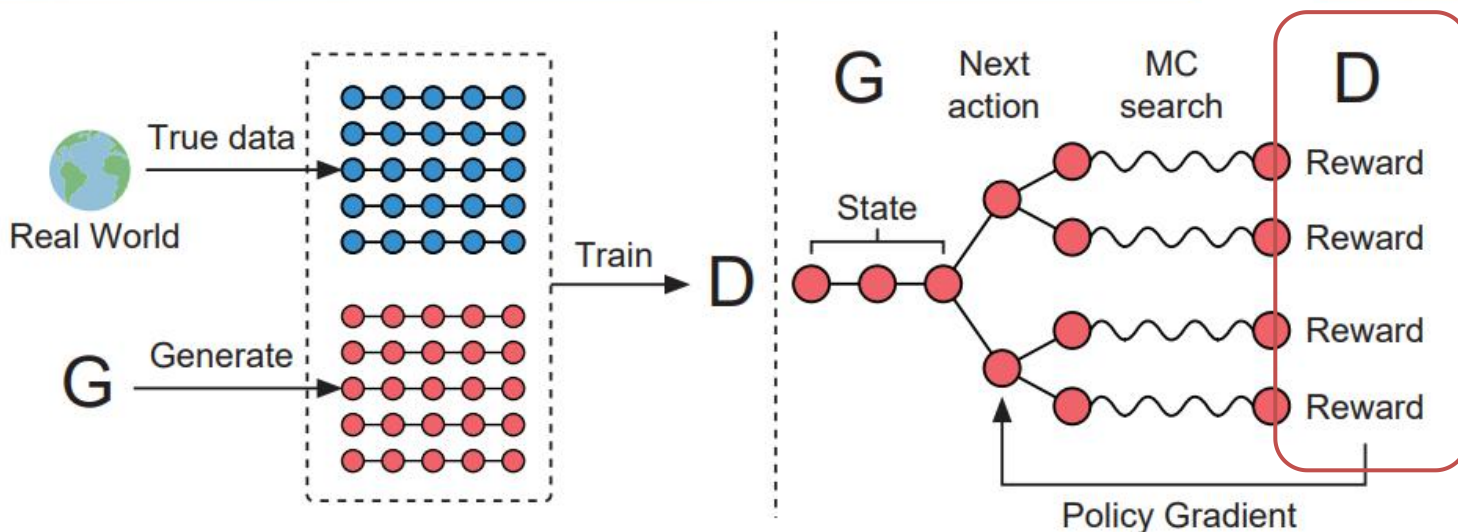 True data
Real World
G
Generate
Train
D
G
Next
action
MC
search
D
State
Reward
Reward
Reward
Reward
Policy Gradient